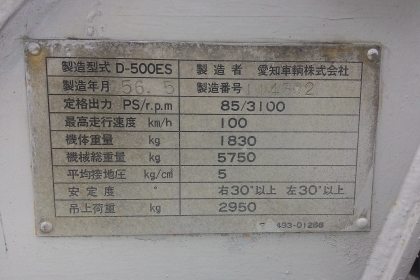 製造型式 D-500ES 製造者 愛知車輌株式会社
製造年月 56.5 製造番号
定格出力 PS/r.p.m 85/3100
最高走行速度 km/h 100
機体重量 kg 1830
機械総重量 kg 5750
平均接地圧 kg/c㎡ 5
安定度 ° 右30°以上 左30°以上
吊上荷重 kg 2950
493-01268